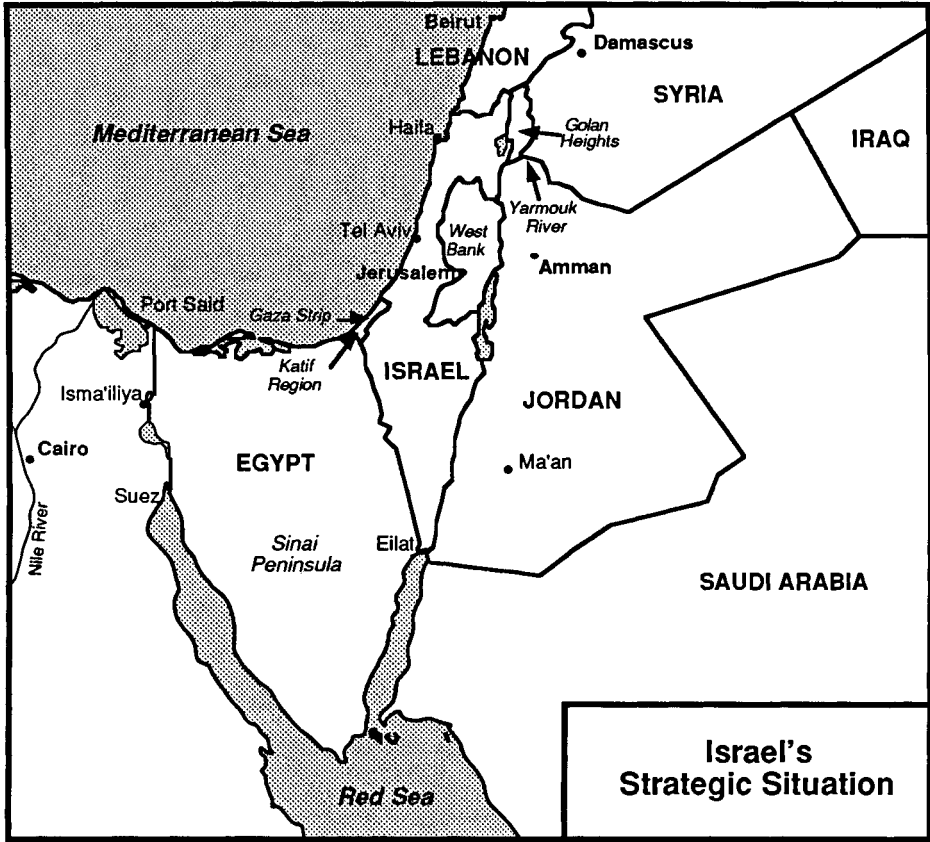 Beirut
LEBANON
Damascus
SYRIA
Mediterranean Sea
Haila
Golan
Heights
IRAQ
Yarmouk
River
Tel Aviv
West
Bank
Jerusalem
Amman
Port Said
Gaza Strip
Katif
Region
ISRAEL
Isma'iliya
JORDAN
Cairo
EGYPT
Ma'an
Suez
Nile River
Sinai
Peninsula
Eilat
SAUDI ARABIA
Israel's
Strategic Situation
Red Sea